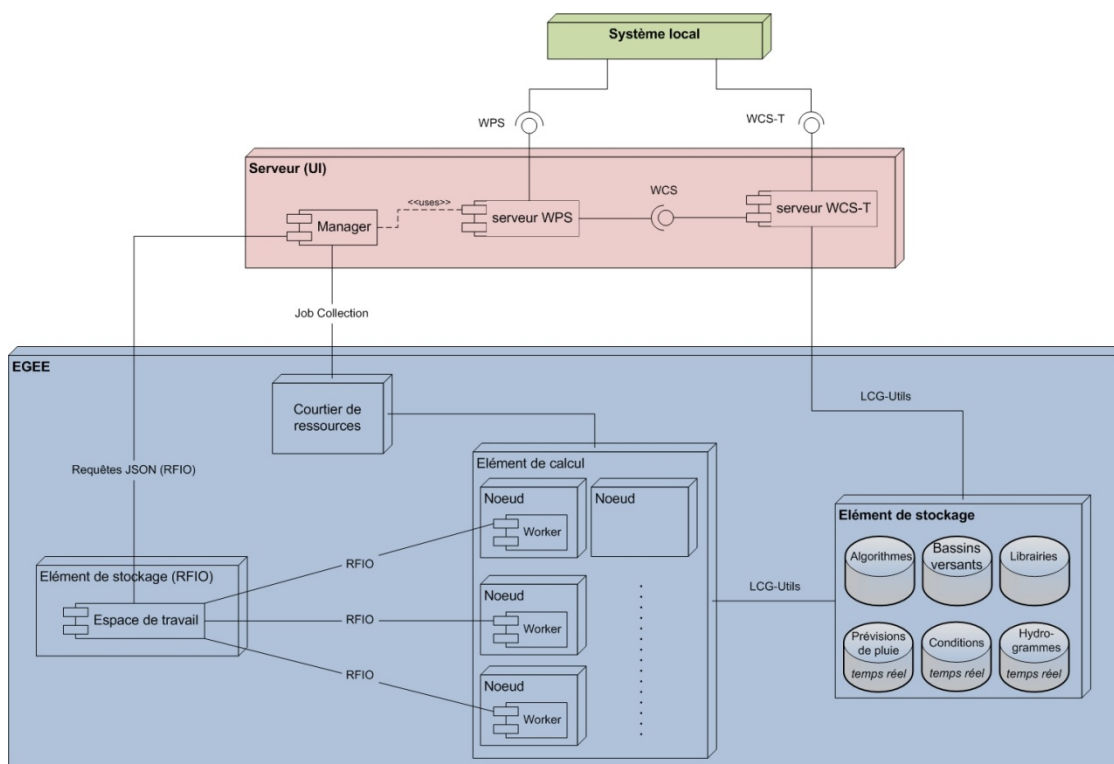 Système local
WPS
WCS-T
Serveur (UI)
<<uses>>
WCS
Manager
serveur WPS
serveur WCS-T
Job Collection
EGEE
LCG-Utils
Courtier de
ressources
Requêtes JSON (RFIO)
Elément de calcul
Noeud
Noeud
Worker
Elément de stockage
Algorithmes
Bassins
versants
Librairies
RFIO
Elément de stockage (RFIO)
Espace de travail
RFIO
Noeud
Worker
LCG-Utils
Prévisions
de pluie
temps réel
Conditions
temps réel
Hydro-
grammes
temps réel
RFIO
Noeud
Worker